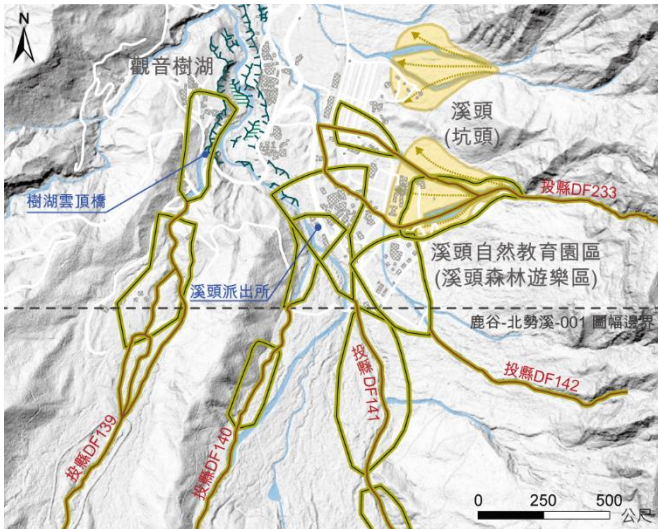 N
觀音樹湖
溪頭
(坑頭)
樹湖雲頂橋
投縣DF233
溪頭自然教育園區
(溪頭森林遊樂區)
溪頭派出所
鹿谷-北勢溪-001 圖幅邊界
投縣DF139
投縣DF140
投縣DF141
投縣DF142
0 250 500
公尺